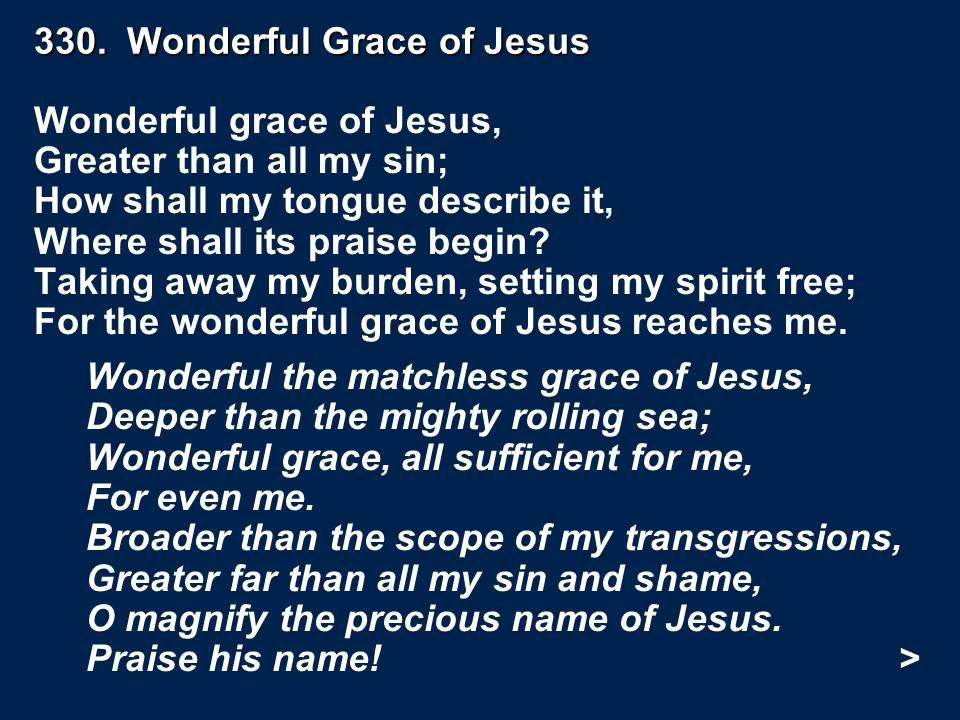 330.  Wonderful Grace of Jesus
Wonderful grace of Jesus,
Greater than all my sin;
How shall my tongue describe it,
Where shall its praise begin?
Taking away my burden, setting my spirit free;
For the wonderful grace of Jesus reaches me.
Wonderful the matchless grace of Jesus,
Deeper than the mighty rolling sea;
Wonderful grace, all sufficient for me,
For even me.
Broader than the scope of my transgressions,
Greater far than all my sin and shame,
O magnify the precious name of Jesus.
Praise his name! >